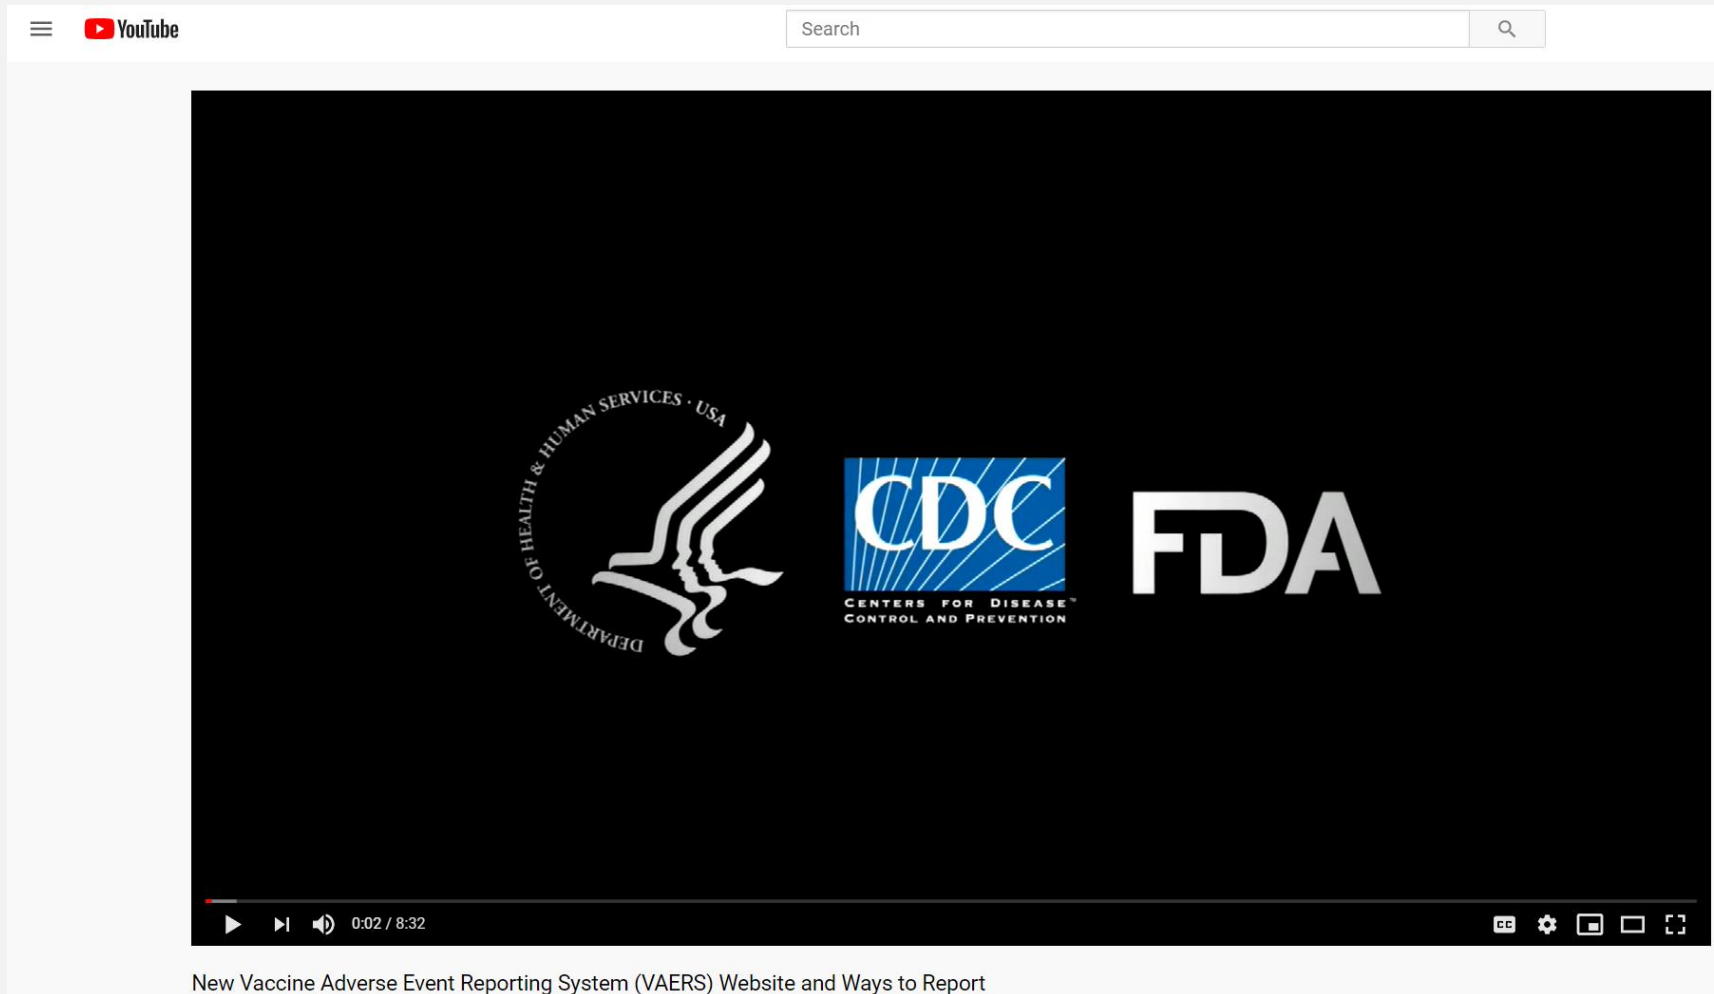 YouTube
Search
DEPARTMENT OF HEALTH & HUMAN SERVICES · USA
CDC
CENTERS FOR DISEASE™
CONTROL AND PREVENTION
FDA
0:02 / 8:32
CC
New Vaccine Adverse Event Reporting System (VAERS) Website and Ways to Report